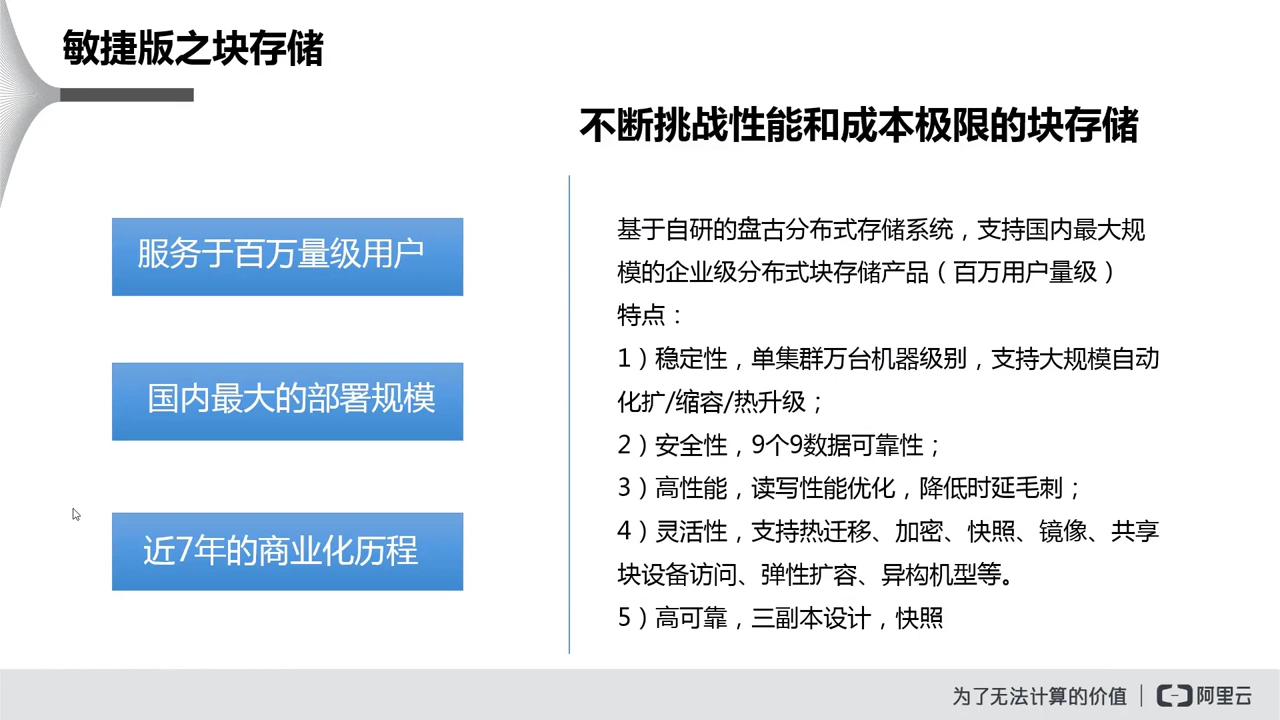 敏捷版之块存储
不断挑战性能和成本极限的块存储
服务于百万量级用户
国内最大的部署规模
近7年的商业化历程
基于自研的盘古分布式存储系统，支持国内最大规
模的企业级分布式块存储产品（百万用户量级）
特点：
1）稳定性，单集群万台机器级别，支持大规模自动
化扩/缩容/热升级；
2）安全性，9个9数据可靠性；
3）高性能，读写性能优化，降低时延毛刺；
4）灵活性，支持热迁移、加密、快照、镜像、共享
块设备访问、弹性扩容、异构机型等。
5）高可靠，三副本设计，快照
为了无法计算的价值 | 阿里云